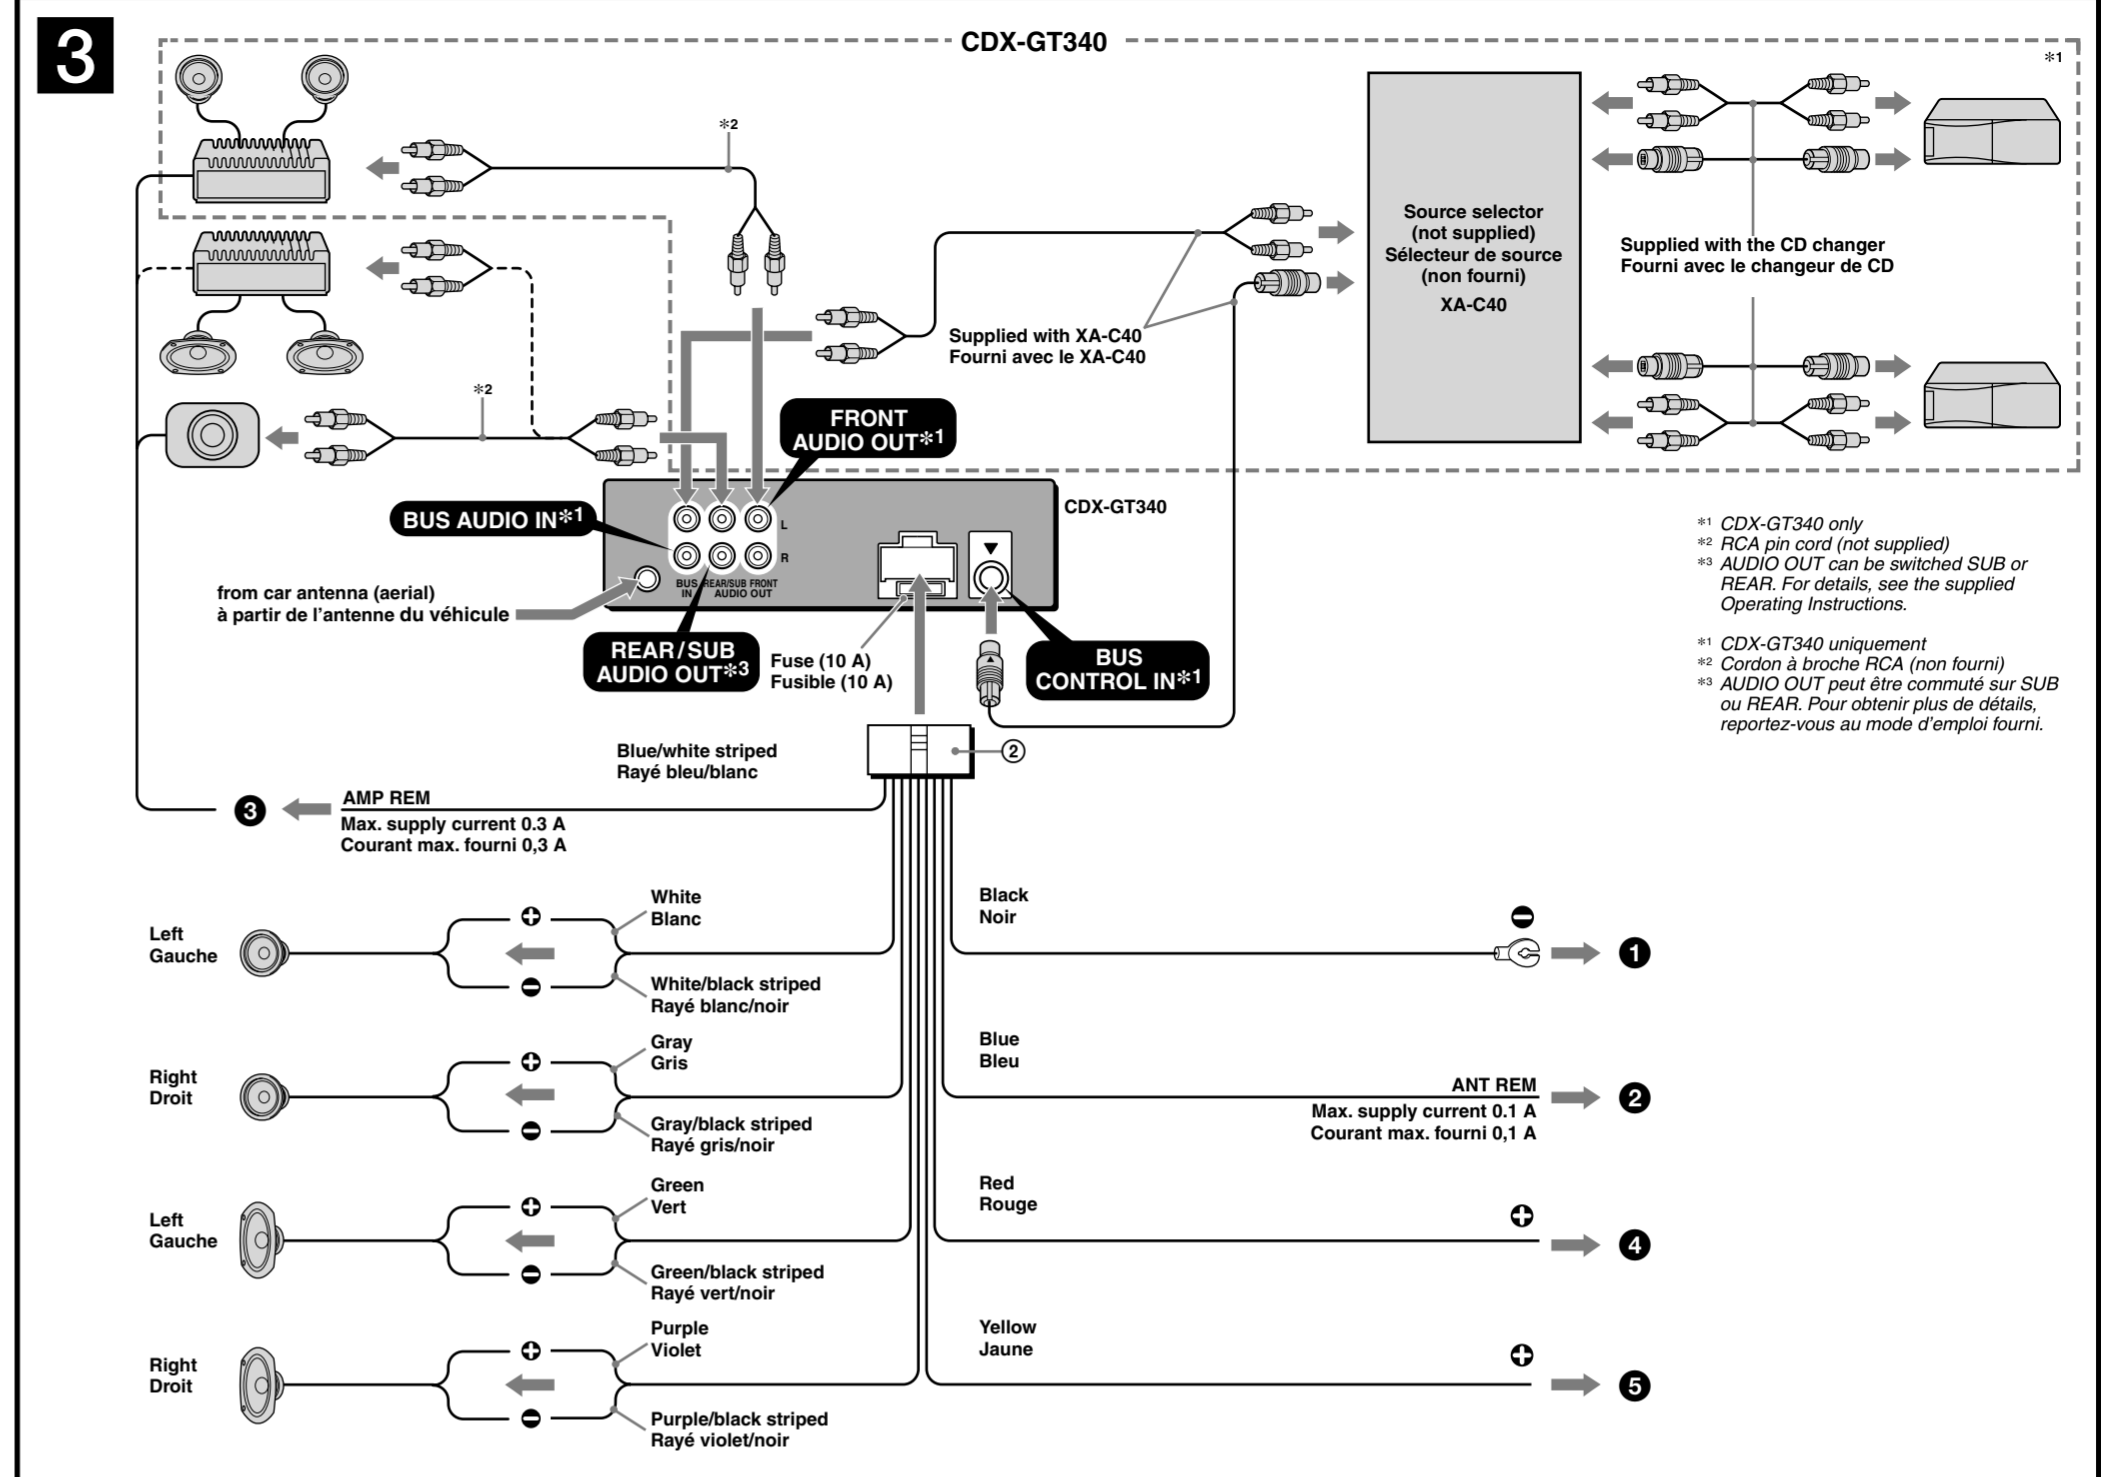 3
CDX-GT340
*1
*2
Source selector
(not supplied)
Sélecteur de source
(non fourni)
XA-C40
Supplied with the CD changer
Fourni avec le changeur de CD
Supplied with XA-C40
Fourni avec le XA-C40
*2
FRONT
AUDIO OUT*1
BUS AUDIO IN*1
CDX-GT340
L
R
BUS IN
REAR/SUB FRONT
AUDIO OUT
from car antenna (aerial)
à partir de l'antenne du véhicule
REAR/SUB
AUDIO OUT*3
Fuse (10 A)
Fusible (10 A)
BUS
CONTROL IN*1
*1 CDX-GT340 only
*2 RCA pin cord (not supplied)
*3 AUDIO OUT can be switched SUB or
REAR. For details, see the supplied
Operating Instructions.
*1 CDX-GT340 uniquement
*2 Cordon à broche RCA (non fourni)
*3 AUDIO OUT peut être commuté sur SUB
ou REAR. Pour obtenir plus de détails,
reportez-vous au mode d'emploi fourni.
Blue/white striped
Rayé bleu/blanc
2
3
AMP REM
Max. supply current 0.3 A
Courant max. fourni 0,3 A
Left
Gauche
White
Blanc
White/black striped
Rayé blanc/noir
Black
Noir
1
Right
Droit
Gray
Gris
Gray/black striped
Rayé gris/noir
Blue
Bleu
ANT REM
Max. supply current 0.1 A
Courant max. fourni 0,1 A
2
Left
Gauche
Green
Vert
Green/black striped
Rayé vert/noir
Red
Rouge
4
Right
Droit
Purple
Violet
Purple/black striped
Rayé violet/noir
Yellow
Jaune
5